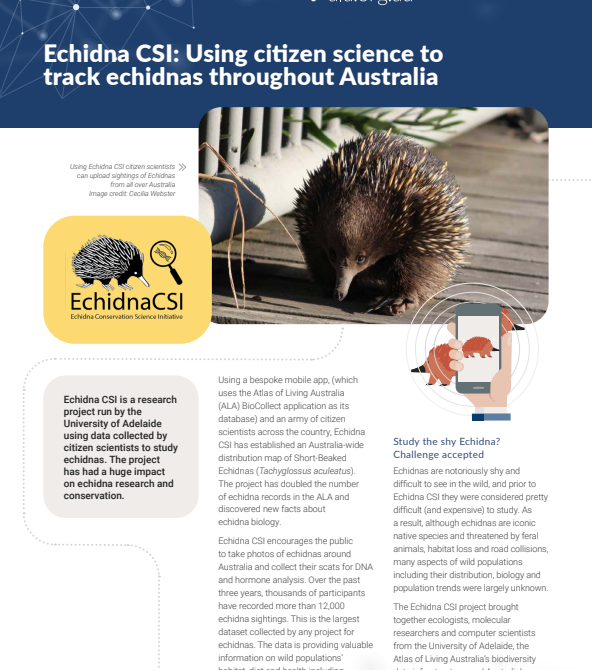 Echidna CSI: Using citizen science to
track echidnas throughout Australia
Using Echidna CSI citizen scientists
can upload sightings of Echidnas
from all over Australia
Image credit: Cecilia Webster
EchidnaCSI
Echidna Conservation Science Initiative
Echidna CSI is a research
project run by the
University of Adelaide
using data collected by
citizen scientists to study
echidnas. The project
has had a huge impact
on echidna research and
conservation.
Using a bespoke mobile app, (which
uses the Atlas of Living Australia
(ALA) BioCollect application as its
database) and an army of citizen
scientists across the country, Echidna
CSI has established an Australia-wide
distribution map of Short-Beaked
Echidnas (Tachyglossus aculeatus).
The project has doubled the number
of echidna records in the ALA and
discovered new facts about
echidna biology.
Echidna CSI encourages the public
to take photos of echidnas around
Australia and collect their scats for DNA
and hormone analysis. Over the past
three years, thousands of participants
have recorded more than 12,000
echidna sightings. This is the largest
dataset collected by any project for
echidnas. The data is providing valuable
information on wild populations'
Study the shy Echidna?
Challenge accepted
Echidnas are notoriously shy and
difficult to see in the wild, and prior to
Echidna CSI they were considered pretty
difficult (and expensive) to study. As
a result, although echidnas are iconic
native species and threatened by feral
animals, habitat loss and road collisions,
many aspects of wild populations
including their distribution, biology and
population trends were largely unknown.
The Echidna CSI project brought
together ecologists, molecular
researchers and computer scientists
from the University of Adelaide, the
Atlas of Living Australia's biodiversity